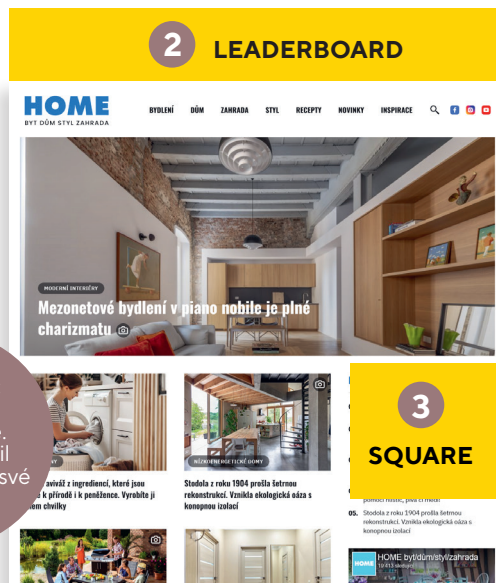 2 LEADERBOARD
HOME
BYT DŮM STYL ZAHRADA
BYDLENÍ DŮM ZAHRADA STYL RECEPTY NOVINKY INSPIRACE
MODERNÍ INTERIÉRY
Mezonetové bydlení v piano nobile je plné
charizmatu
své
NÍZKOENERGETICKÉ DOMY
z ingrediencí, které jsou
k přírodě i k peněžence. Vyrobíte ji
chvilky
Stodola z roku 1904 prošla šetrnou
rekonstrukcí. Vznikla ekologická oáza s
konopnou izolací
3
SQUARE
05. Stodola z roku 1904 prošla šetrnou
rekonstrukcí. Vznikla ekologická oáza s
konopnou izolací
HOME
HOME byt/dům/styl/zahrada